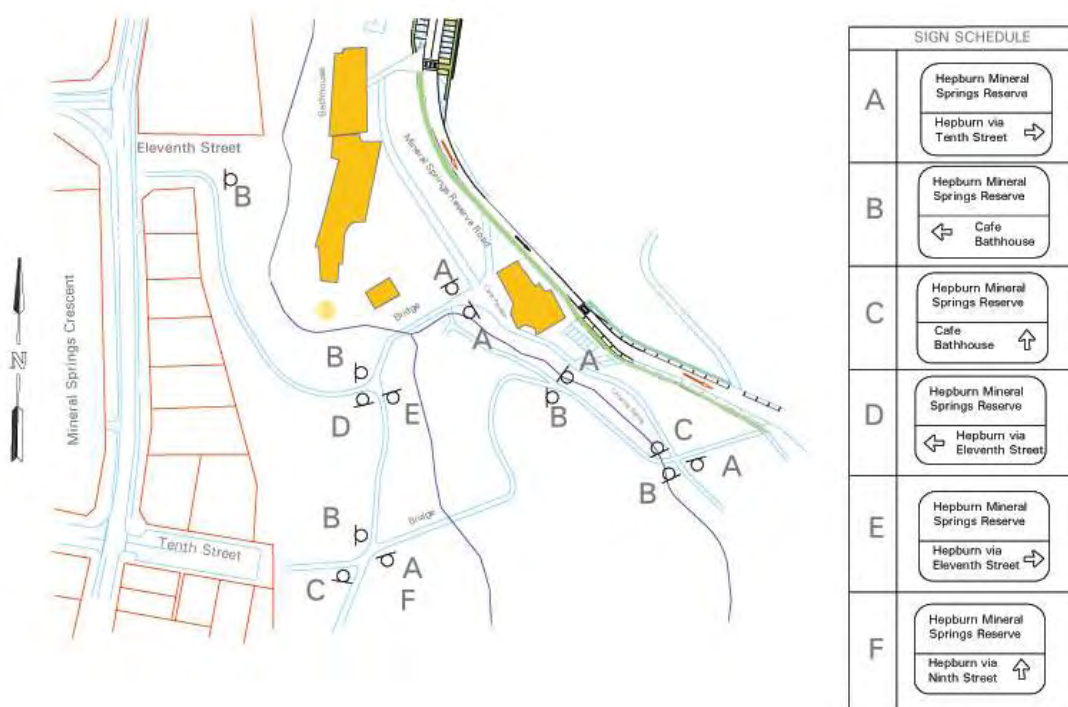 Eleventh Street
B
Mineral Springs Crescent
N
Bathhouse
Mineral Springs Reserve Road
A
Bridge
A
A
B
D
E
B
C
A
B
B
Bridge
Tenth Street
C
A
F
SIGN SCHEDULE
A
Hepburn Mineral
Springs Reserve
Hepburn via
Tenth Street
B
Hepburn Mineral
Springs Reserve
Cafe
Bathhouse
C
Hepburn Mineral
Springs Reserve
Cafe
Bathhouse
D
Hepburn Mineral
Springs Reserve
Hepburn via
Eleventh Street
E
Hepburn Mineral
Springs Reserve
Hepburn via
Eleventh Street
F
Hepburn Mineral
Springs Reserve
Hepburn via
Ninth Street